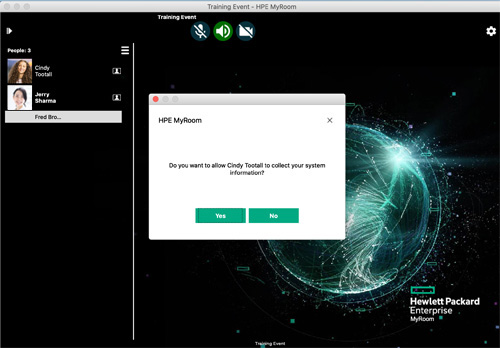 Training Event - HPE MyRoom
Training Event
People: 3
Cindy
Tootall
Jerry
Sharma
Fred Bro...
HPE MyRoom
Do you want to allow Cindy Tootall to collect your system
information?
Yes
No
Hewlett Packard
Enterprise
MyRoom
Training Event